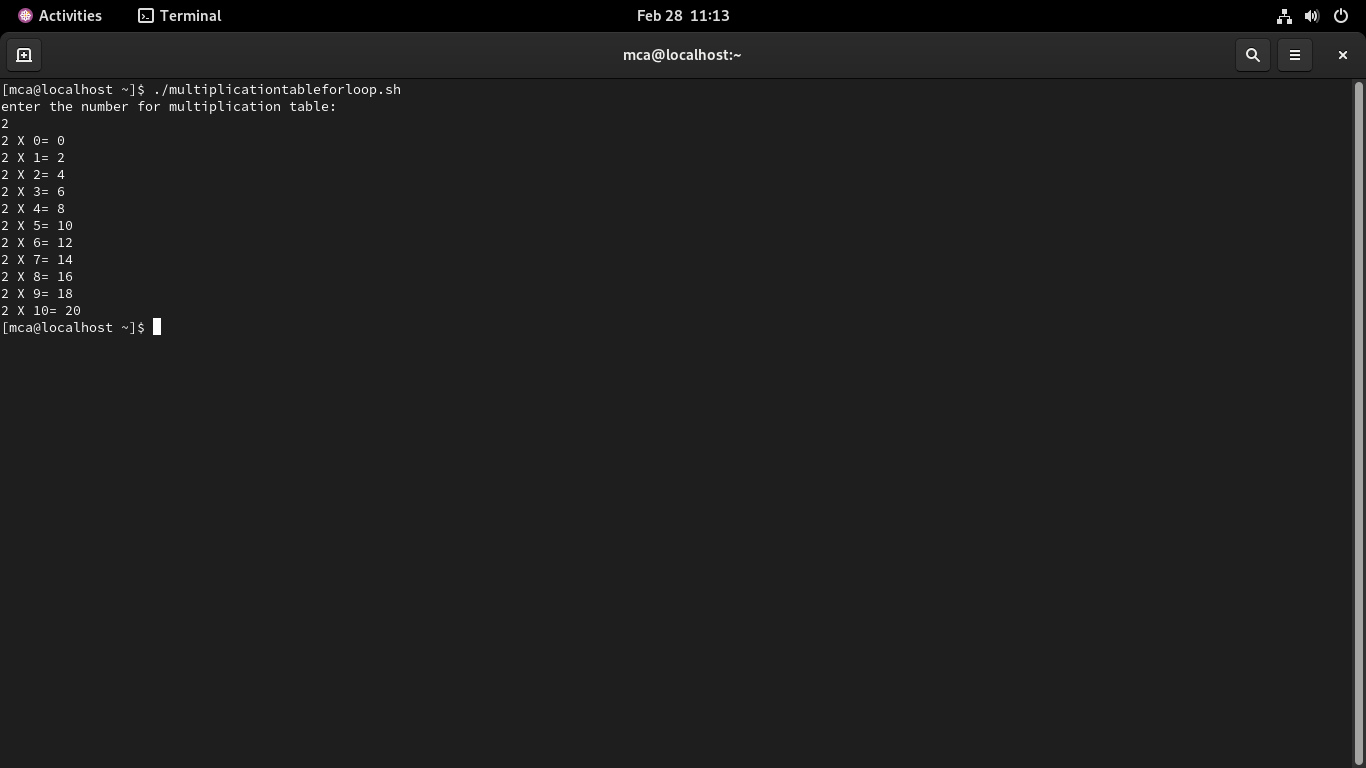 Activities
Terminal
Feb 28 11:13
mca@localhost:~
[mca@localhost ~]$ ./multiplicationtableforloop.sh
enter the number for multiplication table:
2
2 X 0= 0
2 X 1= 2
2 X 2= 4
2 X 3= 6
2 X 4= 8
2 X 5= 10
2 X 6= 12
2 X 7= 14
2 X 8= 16
2 X 9= 18
2 X 10= 20
[mca@localhost ~]$